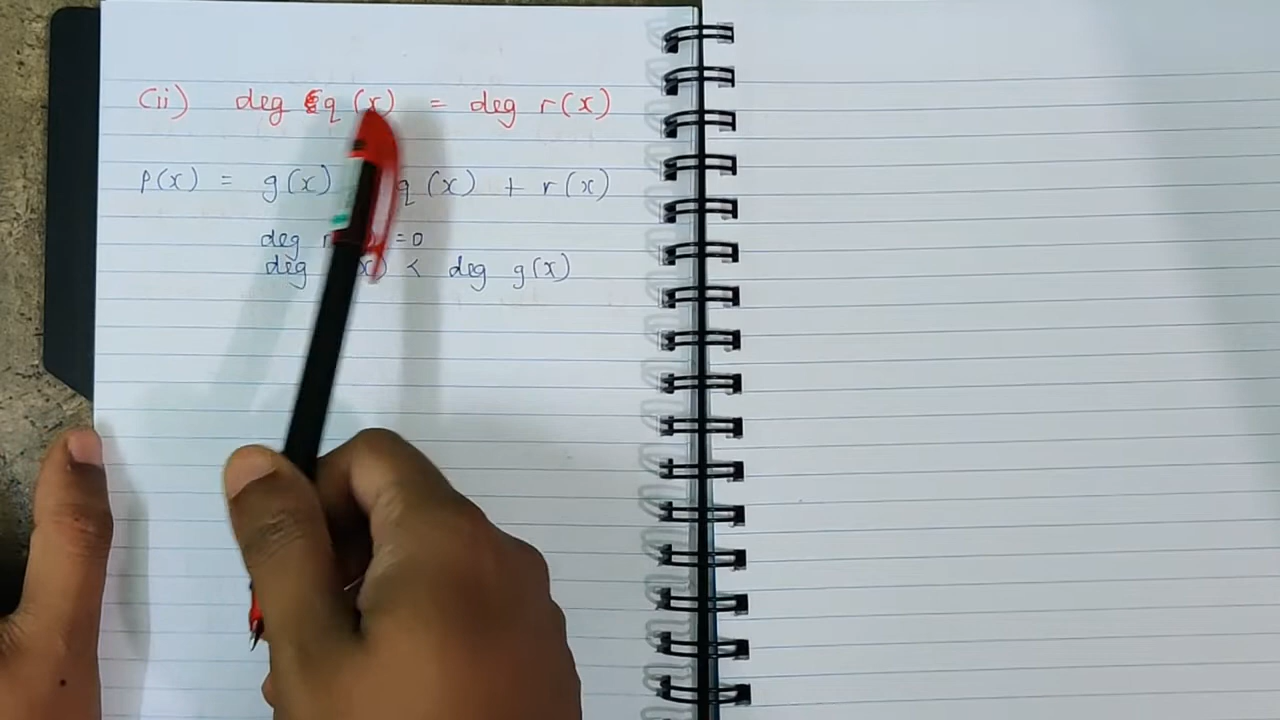 (ii) deg q(x) = deg r(x)
p(x) = g(x) q(x) + r(x)
deg r =0
deg x) < deg g(x)